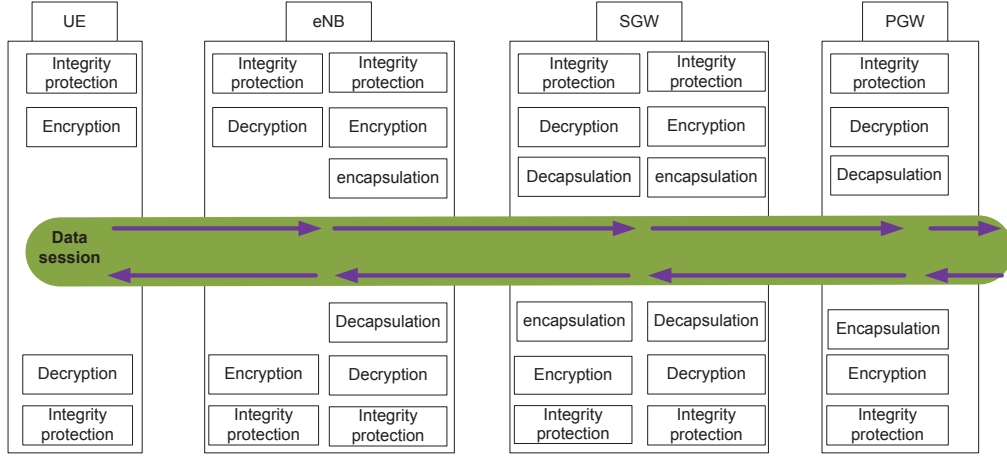 UE
eNB
SGW
PGW
Integrity
protection
Integrity
protection
Integrity
protection
Integrity
protection
Integrity
protection
Integrity
protection
Encryption
Decryption
Encryption
Decryption
Encryption
Decryption
encapsulation
Decapsulation
encapsulation
Decapsulation
Data
session
Decapsulation
encapsulation
Decapsulation
Encapsulation
Decryption
Encryption
Decryption
Encryption
Decryption
Encryption
Integrity
protection
Integrity
protection
Integrity
protection
Integrity
protection
Integrity
protection
Integrity
protection